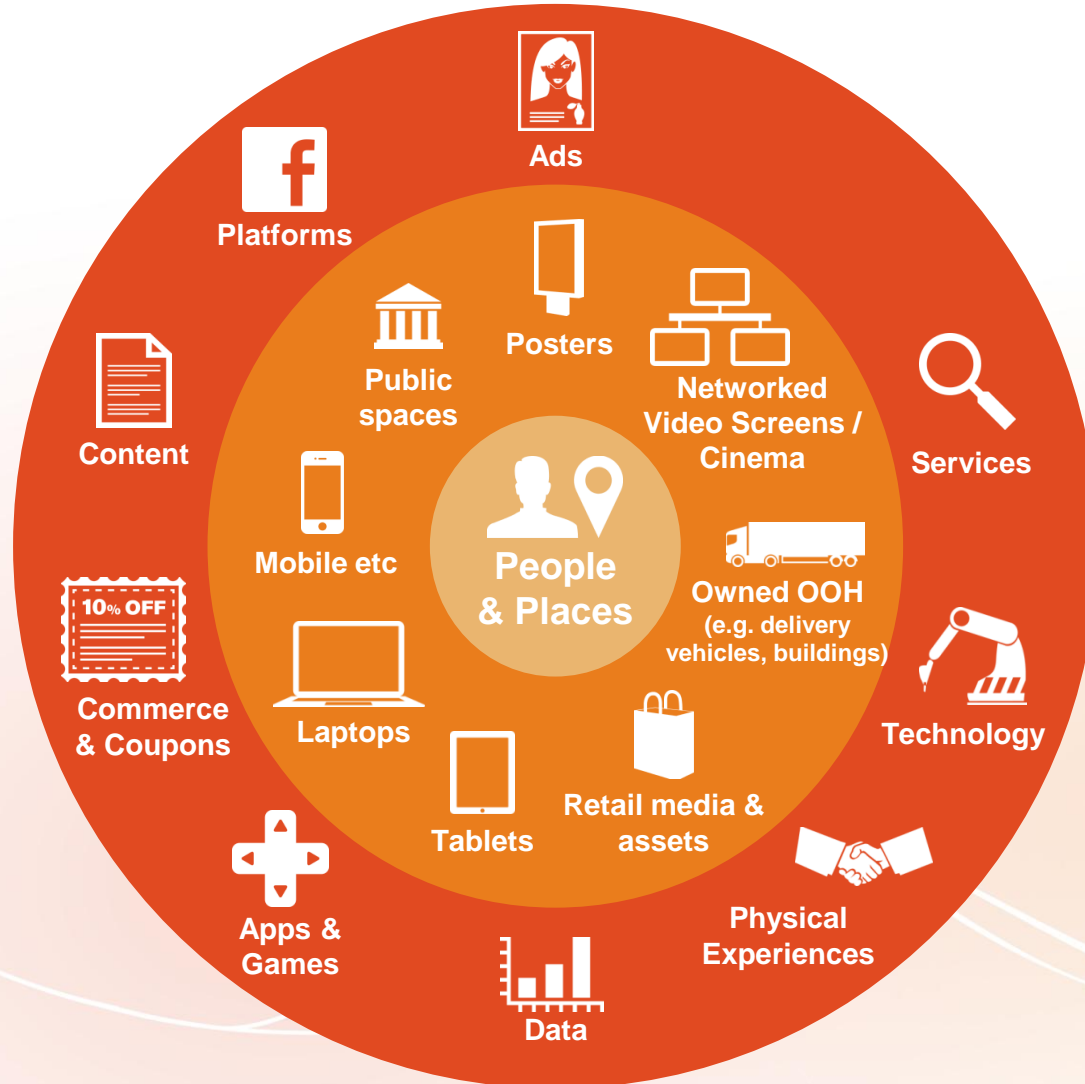 Ads
f
Platforms
Posters
Public
spaces
Networked
Video Screens /
Cinema
Content
Services
Mobile etc
People
& Places
Owned OOH
(e.g. delivery
vehicles, buildings)
10% OFF
Commerce
& Coupons
Laptops
Technology
Tablets
Retail media &
assets
Apps &
Games
Physical
Experiences
Data